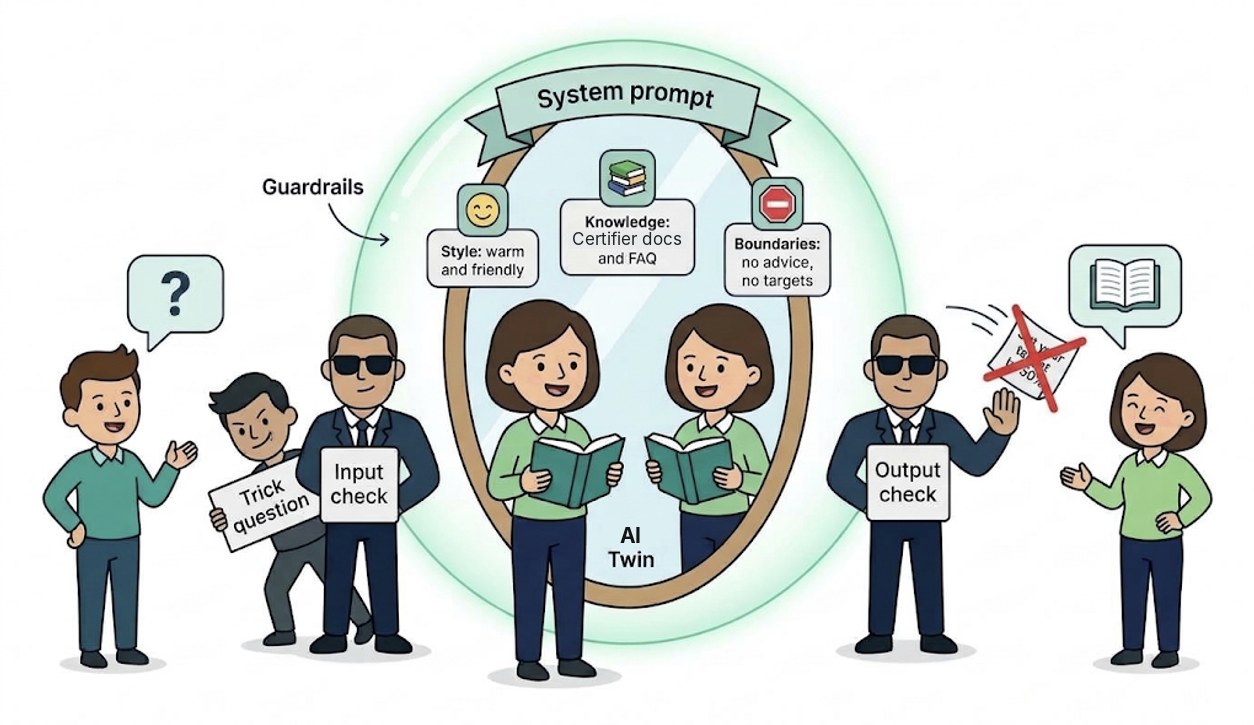 System prompt
Guardrails
Style: warm
and friendly
Knowledge:
Certifier docs
and FAQ
Boundaries:
no advice,
no targets
?
Trick
question
Input
check
Output
check
AI
Twin